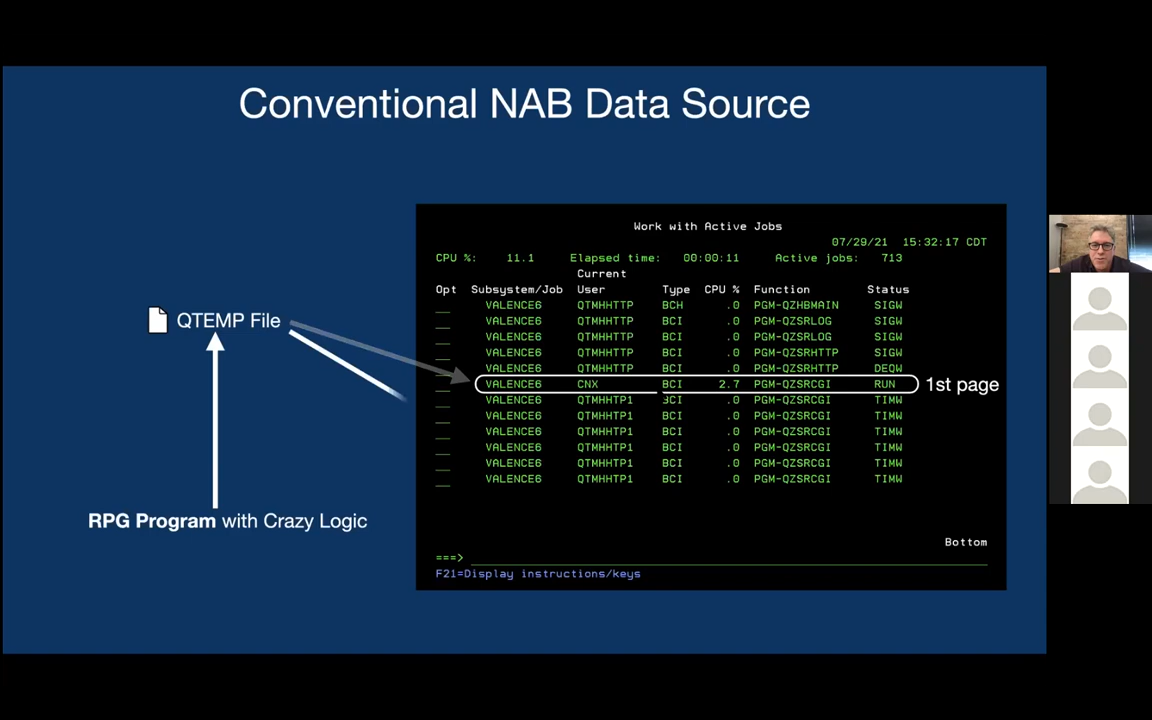 Conventional NAB Data Source
Work with Active Jobs
07/29/21 15:32:17 CDT
CPU %: 11.1 Elapsed time: 00:00:11 Active jobs: 713
Current
Opt Subsystem/Job User Type CPU % Function Status
VALENCE6 QTMHHTTP BCH .0 PGM-QZHBMAIN SIGW
VALENCE6 QTMHHTTP BCI .0 PGM-QZSRLOG SIGW
VALENCE6 QTMHHTTP BCI .0 PGM-QZSRLOG SIGW
VALENCE6 QTMHHTTP BCI .0 PGM-QZSRHTTP SIGW
VALENCE6 QTMHHTTP BCI .0 PGM-QZSRHTTP DEQW
VALENCE6 CNX BCI 2.7 PGM-QZSRCGI RUN
VALENCE6 QTMHHTP1 BCI .0 PGM-QZSRCGI TIMW
VALENCE6 QTMHHTP1 BCI .0 PGM-QZSRCGI TIMW
VALENCE6 QTMHHTP1 BCI .0 PGM-QZSRCGI TIMW
VALENCE6 QTMHHTP1 BCI .0 PGM-QZSRCGI TIMW
VALENCE6 QTMHHTP1 BCI .0 PGM-QZSRCGI TIMW
VALENCE6 QTMHHTP1 BCI .0 PGM-QZSRCGI TIMW
Bottom
===>
F21=Display instructions/keys
1st page
QTEMP File
RPG Program with Crazy Logic